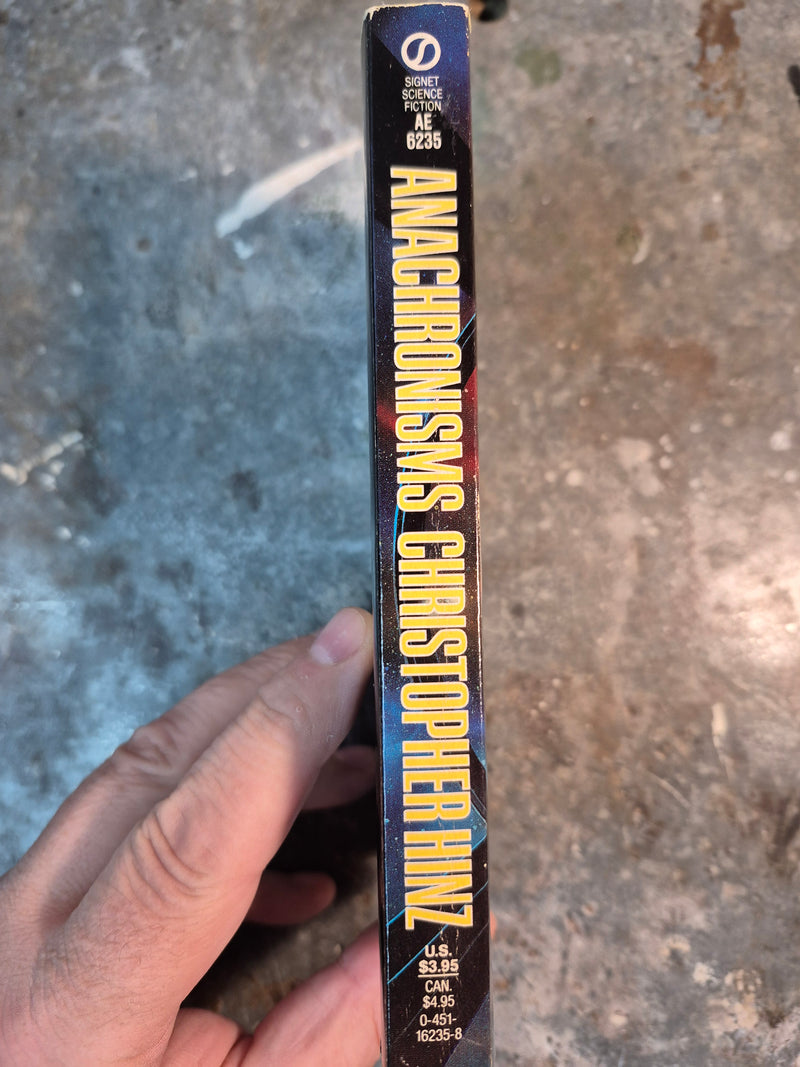 SIGNET
SCIENCE
FICTION
AE
6235
ANACHRONISMS CHRISTOPHER HINZ
U.S.
$3.95
CAN.
$4.95
0-451-
16235-8